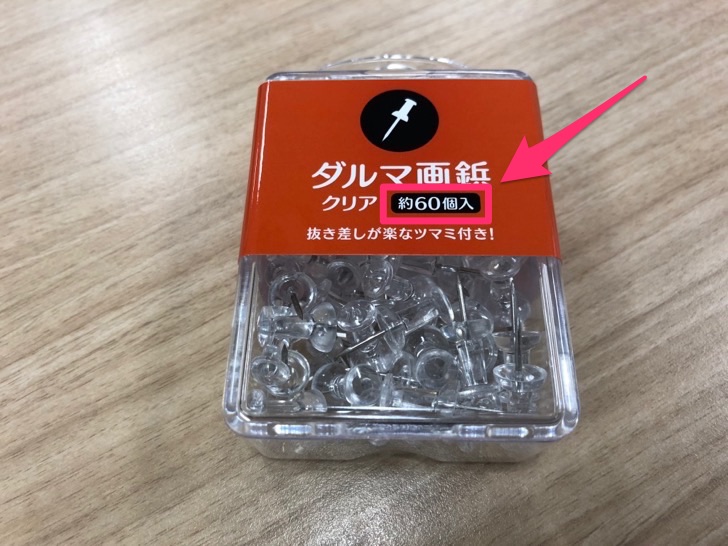 ダルマ画鋲
クリア 約60個入
抜き差しが楽なツマミ付き!